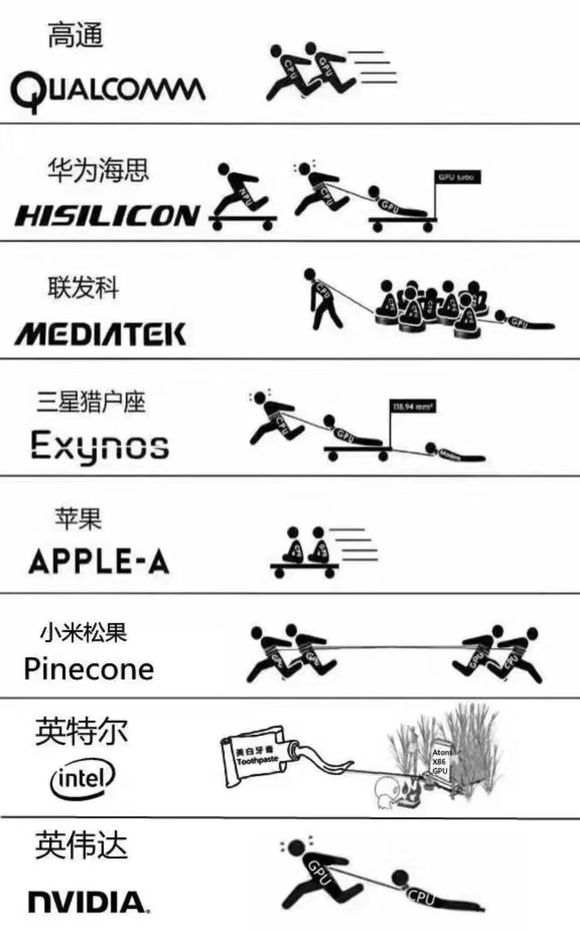 高通
QUALCOMM
CPU
GPU
华为海思
HISILICON
NPU
CPU
GPU
GPU turbo
联发科
MEDIATEK
CPU
GPU
三星猎户座
Exynos
CPU
GPU
118.94 mm²
Modem
苹果
APPLE-A
小米松果
Pinecone
GPU
CPU
英特尔
intel
美白牙膏
Toothpaste
Atom
X86
GPU
英伟达
NVIDIA.
GPU
CPU